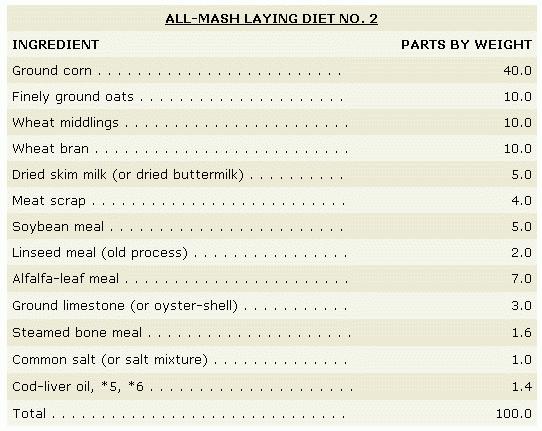 ALL-MASH LAYING DIET NO. 2
INGREDIENT PARTS BY WEIGHT
Ground corn . . . . . . . . . . . . . . . . . . . . . . . . . . 40.0
Finely ground oats . . . . . . . . . . . . . . . . . . . . . . 10.0
Wheat middlings . . . . . . . . . . . . . . . . . . . . . . . . 10.0
Wheat bran . . . . . . . . . . . . . . . . . . . . . . . . . . . 10.0
Dried skim milk (or dried buttermilk) . . . . . . . . . . 5.0
Meat scrap . . . . . . . . . . . . . . . . . . . . . . . . . . . 4.0
Soybean meal . . . . . . . . . . . . . . . . . . . . . . . . . 5.0
Linseed meal (old process) . . . . . . . . . . . . . . . . . 2.0
Alfalfa-leaf meal . . . . . . . . . . . . . . . . . . . . . . . . 7.0
Ground limestone (or oyster-shell) . . . . . . . . . . . 3.0
Steamed bone meal . . . . . . . . . . . . . . . . . . . . . . 1.6
Common salt (or salt mixture) . . . . . . . . . . . . . . . 1.0
Cod-liver oil, *5, *6 . . . . . . . . . . . . . . . . . . . . . . 1.4
Total . . . . . . . . . . . . . . . . . . . . . . . . . . . . . . . . 100.0